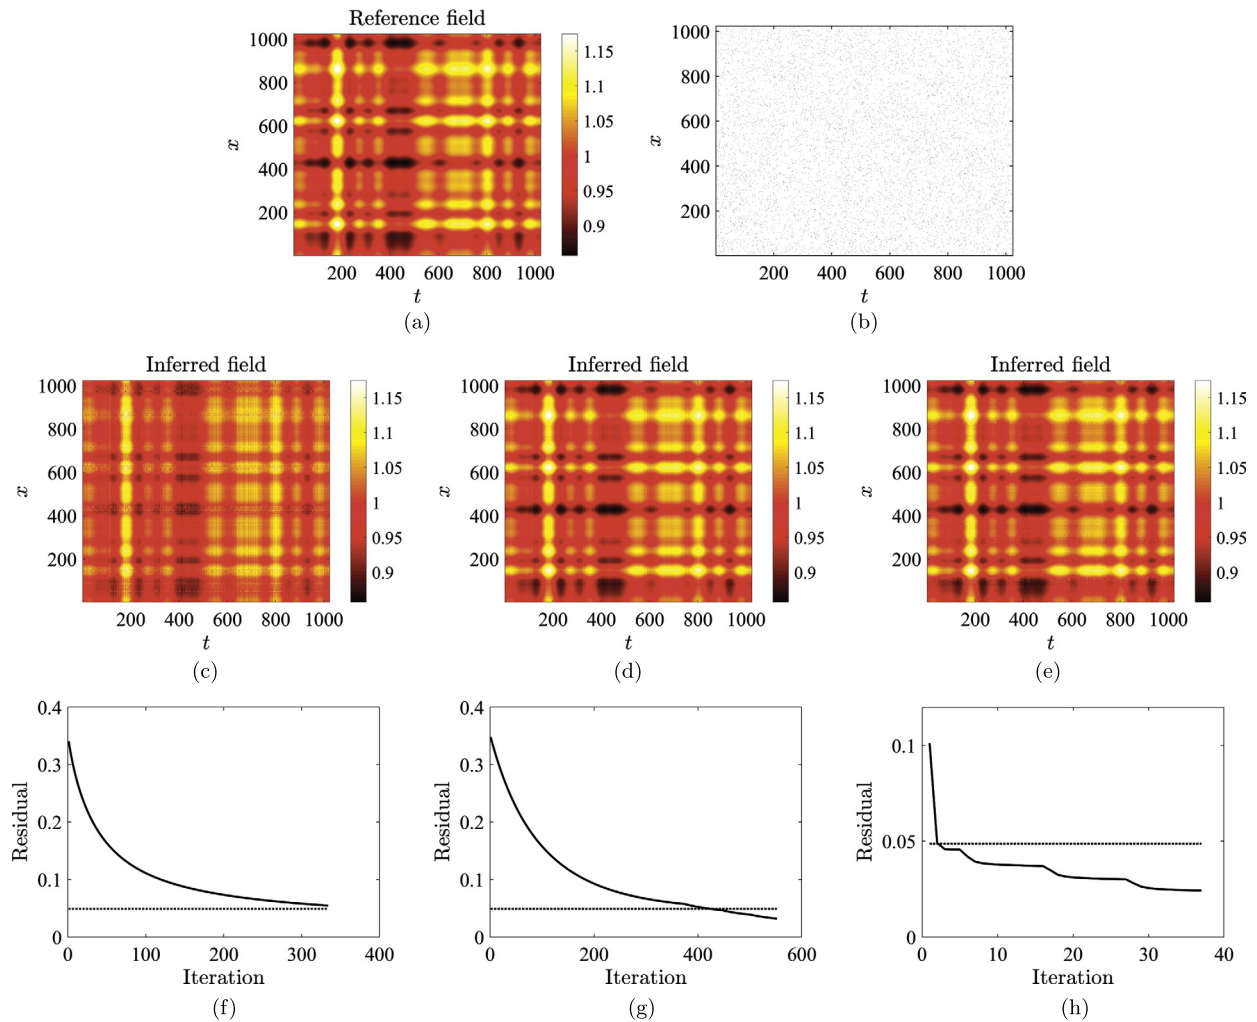 Reference field
1000
800
600
400
200
x
200 400 600 800 1000
t
1.15
1.1
1.05
1
0.95
0.9
(a)
1000
800
600
400
200
x
200 400 600 800 1000
t
(b)
Inferred field
1000
800
600
400
200
x
200 400 600 800 1000
t
1.15
1.1
1.05
1
0.95
0.9
(c)
Inferred field
1000
800
600
400
200
x
200 400 600 800 1000
t
1.15
1.1
1.05
1
0.95
0.9
(d)
Inferred field
1000
800
600
400
200
x
200 400 600 800 1000
t
1.15
1.1
1.05
1
0.95
0.9
(e)
0.4
0.3
0.2
0.1
0
Residual
0 100 200 300 400
Iteration
(f)
0.4
0.3
0.2
0.1
0
Residual
0 200 400 600
Iteration
(g)
0.1
0.05
0
Residual
0 10 20 30 40
Iteration
(h)